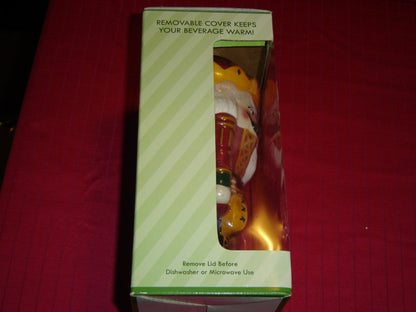 REMOVABLE COVER KEEPS
YOUR BEVERAGE WARM!
Remove Lid Before
Dishwasher or Microwave Use